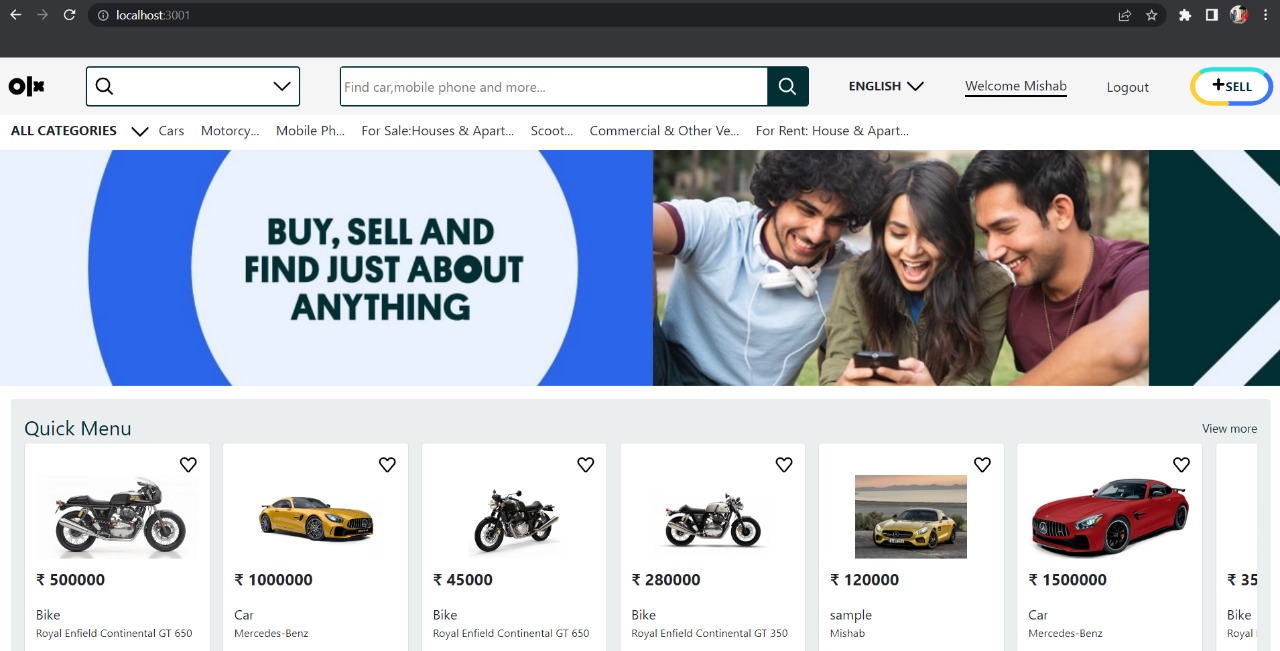 localhost:3001
olx
Find car,mobile phone and more...
ENGLISH
Welcome Mishab
Logout
+SELL
ALL CATEGORIES
Cars
Motorcy...
Mobile Ph...
For Sale:Houses & Apart...
Scoot...
Commercial & Other Ve...
For Rent: House & Apart...
BUY, SELL AND
FIND JUST ABOUT
ANYTHING
Quick Menu
View more
₹ 500000
Bike
Royal Enfield Continental GT 650
₹ 1000000
Car
Mercedes-Benz
₹ 45000
Bike
Royal Enfield Continental GT 650
₹ 280000
Bike
Royal Enfield Continental GT 350
₹ 120000
sample
Mishab
₹ 1500000
Car
Mercedes-Benz
₹ 35
Bike
Royal